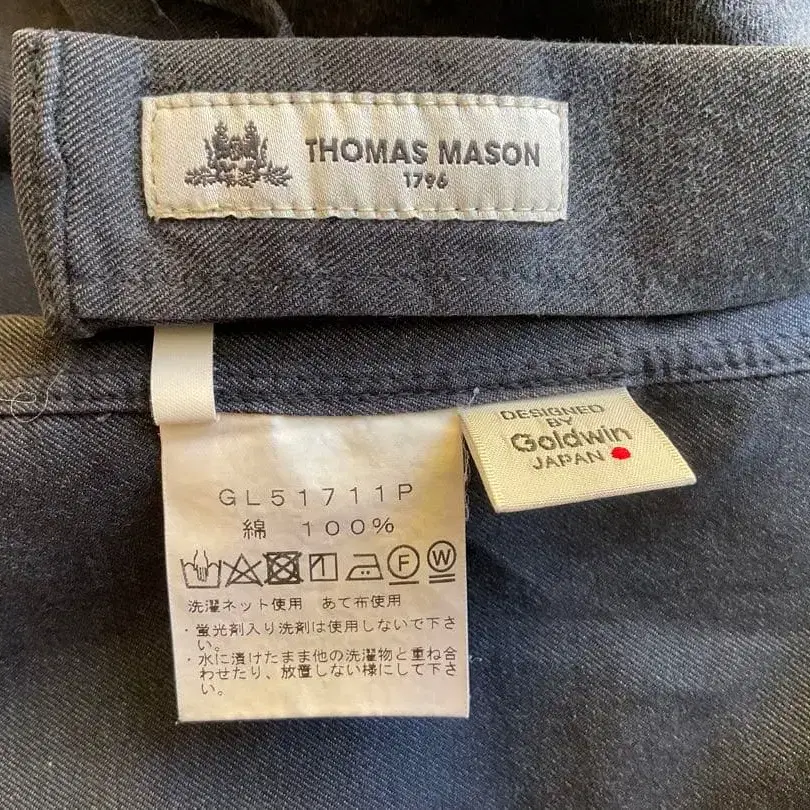 THOMAS MASON
1796
DESIGNED
BY
Goldwin
JAPAN
GL51711P
綿 100%
F W
洗濯ネット使用 あて布使用
・蛍光剤入り洗剤は使用しないで下さ
い。
・水に漬けたまま他の洗濯物と重ね合
わせたり、放置しない様にして下さ
い。